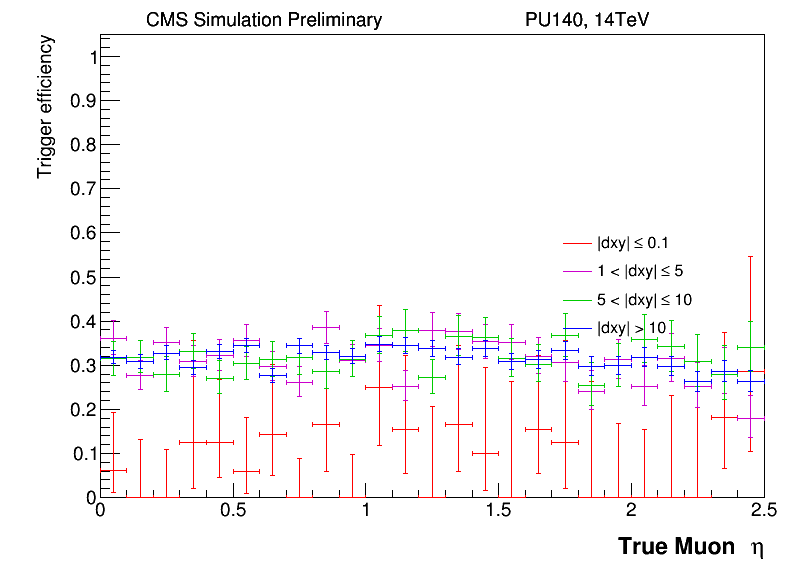 CMS Simulation Preliminary PU140, 14TeV
Trigger efficiency
1
0.9
0.8
0.7
0.6
0.5
0.4
0.3
0.2
0.1
0
|dxy| ≤ 0.1
1 < |dxy| ≤ 5
5 < |dxy| ≤ 10
|dxy| > 10
0 0.5 1 1.5 2 2.5
True Muon η